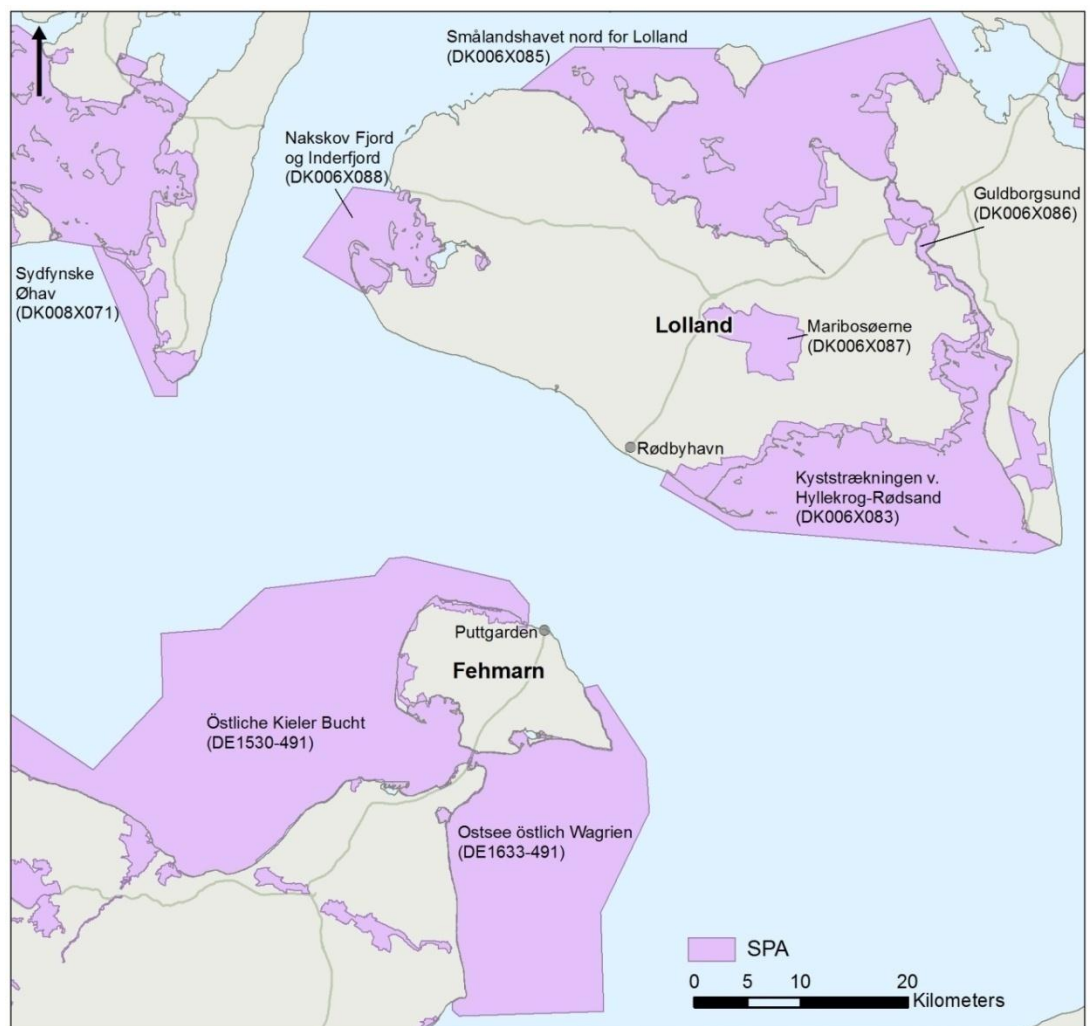 Smålandshavet nord for Lolland
(DK006X085)
Nakskov Fjord
og Inderfjord
(DK006X088)
Guldborgsund
(DK006X086)
Sydfynske
Øhav
(DK008X071)
Lolland
Maribosøerne
(DK006X087)
Rødbyhavn
Kyststrækningen v.
Hyllekrog-Rødsand
(DK006X083)
Puttgarden
Fehmarn
Östliche Kieler Bucht
(DE1530-491)
Ostsee östlich Wagrien
(DE1633-491)
SPA
0 5 10 20
Kilometers